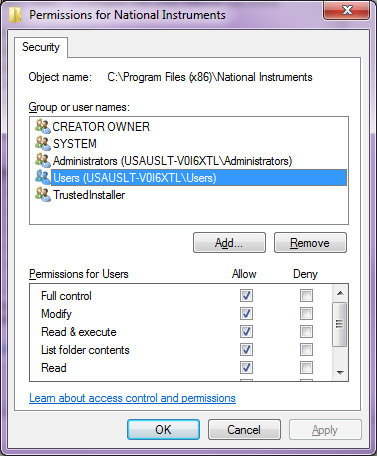 Permissions for National Instruments
Security
Object name: C:\Program Files (x86)\National Instruments
Group or user names:
CREATOR OWNER
SYSTEM
Administrators (USAUSLT-V0I6XTL\Administrators)
Users (USAUSLT-V0I6XTL\Users)
TrustedInstaller
Add... Remove
Permissions for Users Allow Deny
Full control
Modify
Read & execute
List folder contents
Read
Learn about access control and permissions
OK Cancel Apply